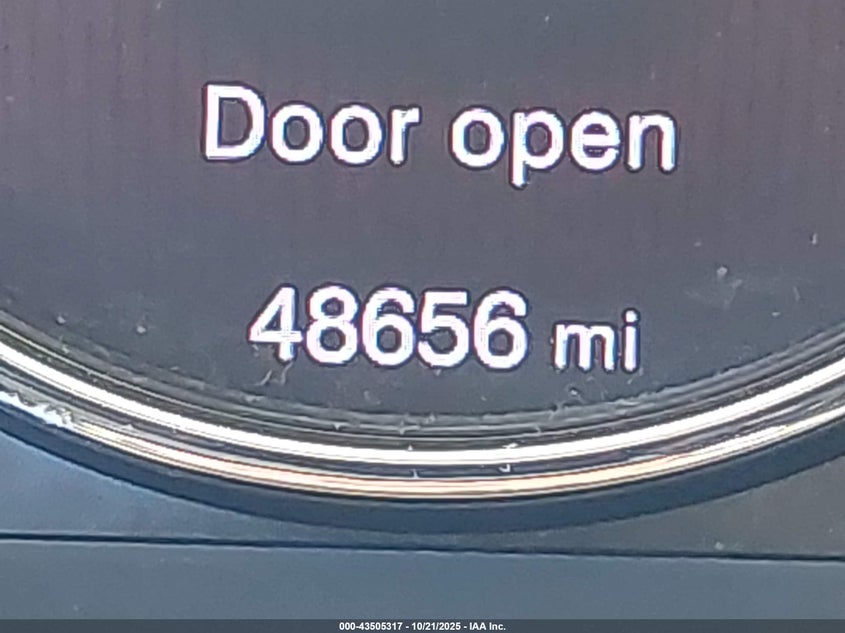 Door open
48656 mi
000-43505317 - 10/21/2025 - IAA Inc.